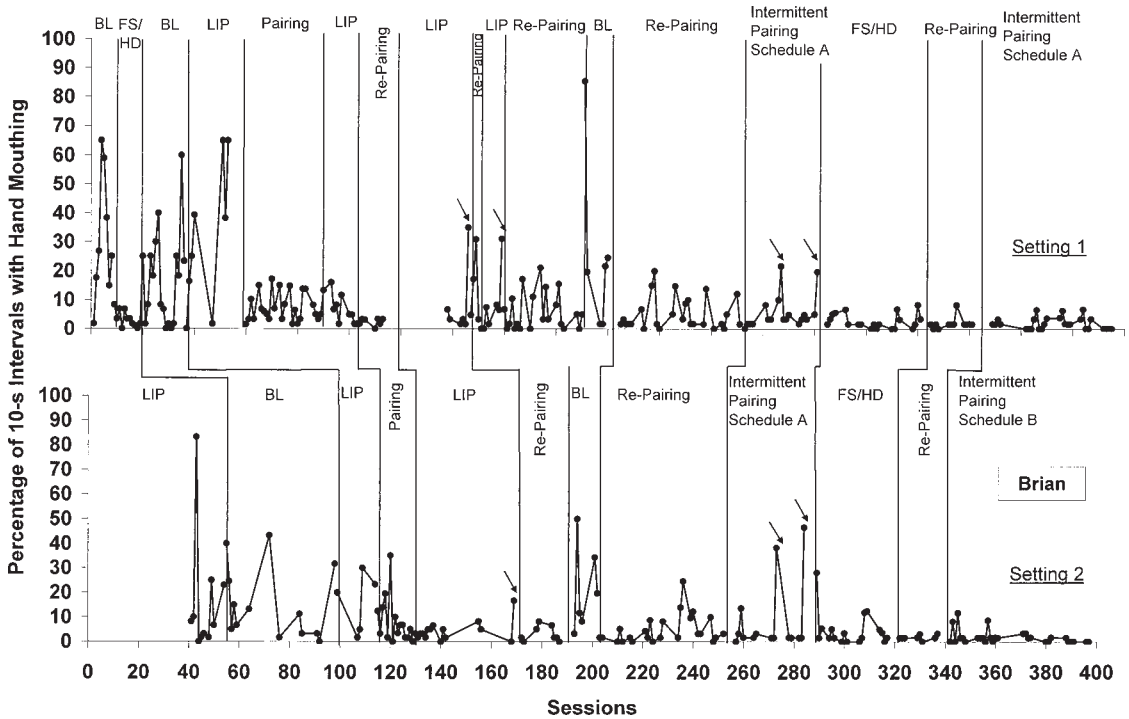 BL FS/ BL LIP Pairing LIP LIP LIP Re-Pairing BL Re-Pairing Intermittent FS/HD Re-Pairing Intermittent
HD Pairing Pairing
Schedule A Schedule A
Re-Pairing
Re-Pairing
100
90
80
70
60
50
40
30
20
10
0
Setting 1
Percentage of 10-s Intervals with Hand Mouthing
LIP BL LIP LIP BL Re-Pairing Intermittent FS/HD Intermittent
Pairing Pairing
Schedule A Schedule B
Pairing
Re-Pairing
Re-Pairing
100
90
80
70
60
50
40
30
20
10
0
Brian
Setting 2
0 20 40 60 80 100 120 140 160 180 200 220 240 260 280 300 320 340 360 380 400
Sessions